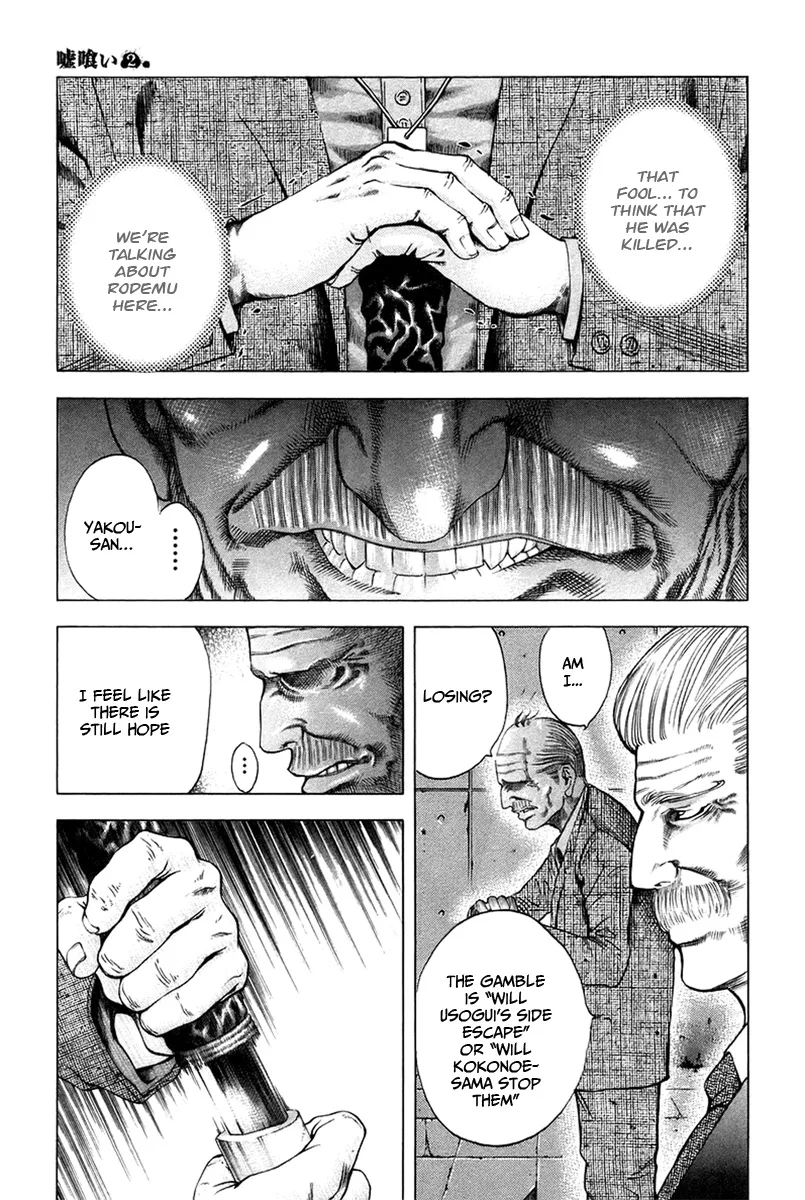 嘘喰い 2.
THAT
FOOL... TO
THINK THAT
HE WAS
KILLED...
WE'RE
TALKING
ABOUT
RODEMU
HERE...
YAKOU-
SAN...
......
AM
I...
LOSING?
I FEEL LIKE
THERE IS
STILL HOPE
...
THE GAMBLE
IS "WILL
USOGUI'S SIDE
ESCAPE"
OR "WILL
KOKONOE-
SAMA STOP
THEM"